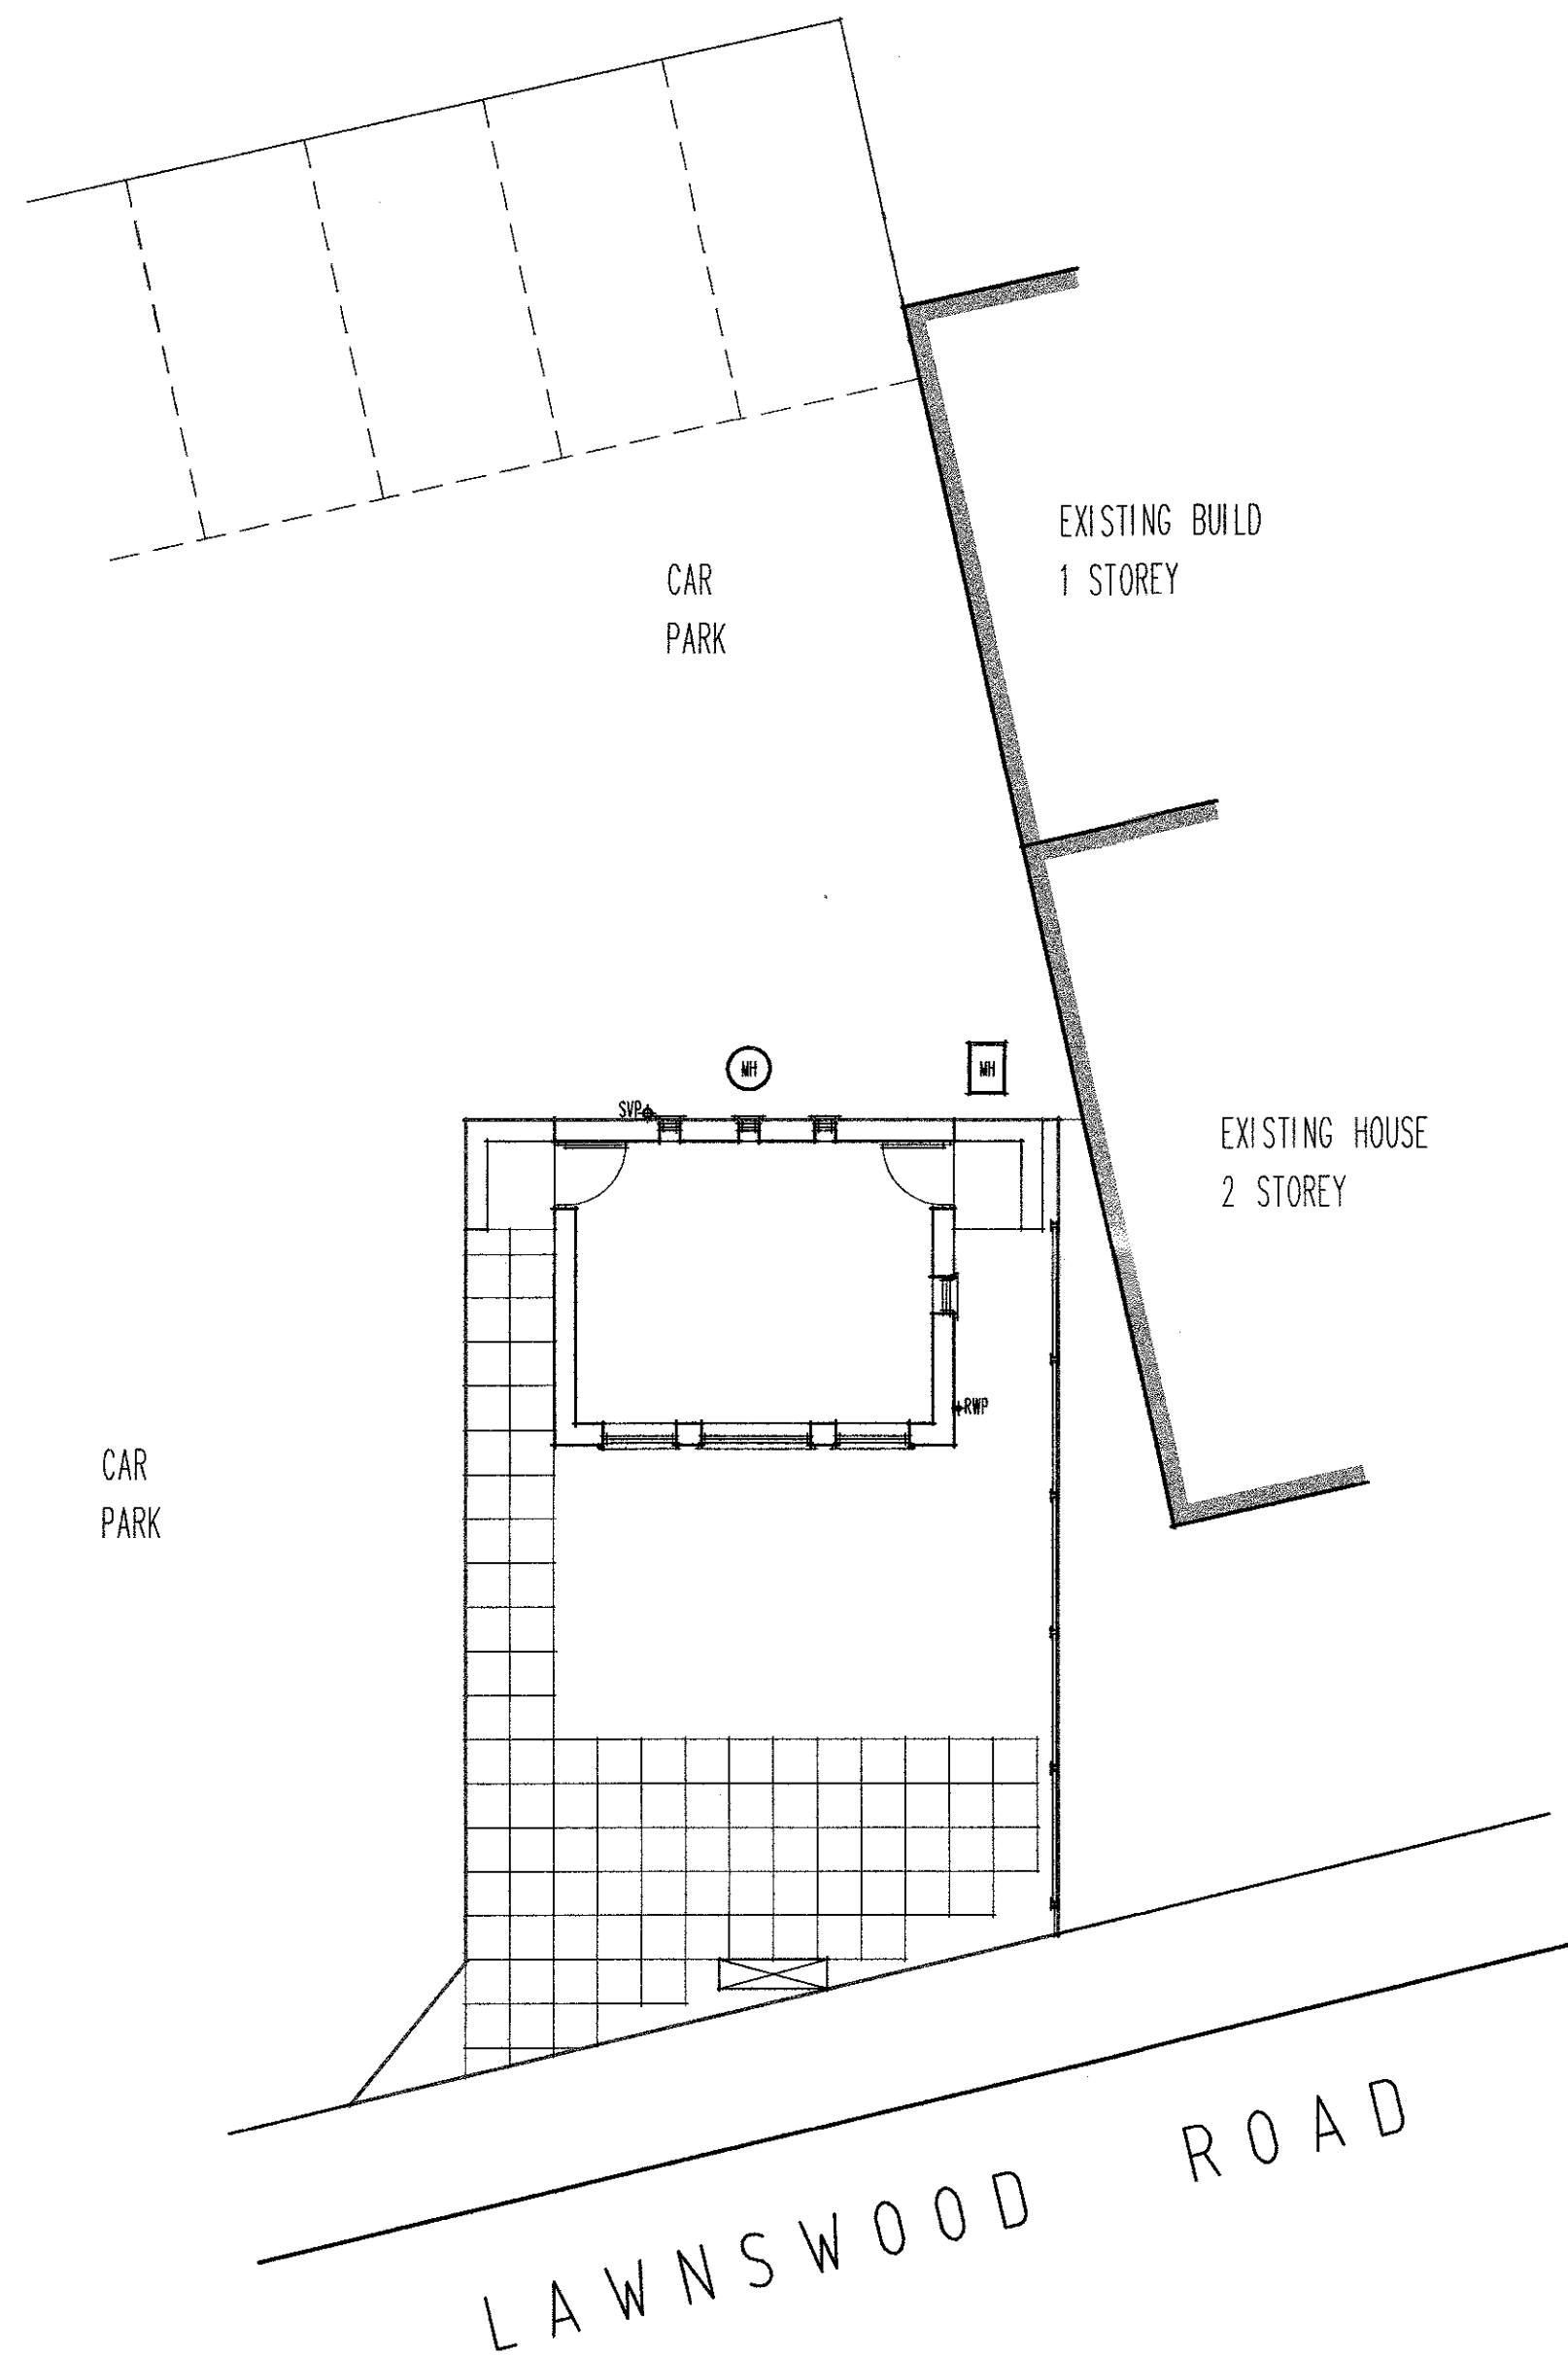 EXISTING BUILD
1 STOREY
CAR
PARK
MH
MH
SVP
EXISTING HOUSE
2 STOREY
RWP
CAR
PARK
LAWNSWOOD ROAD